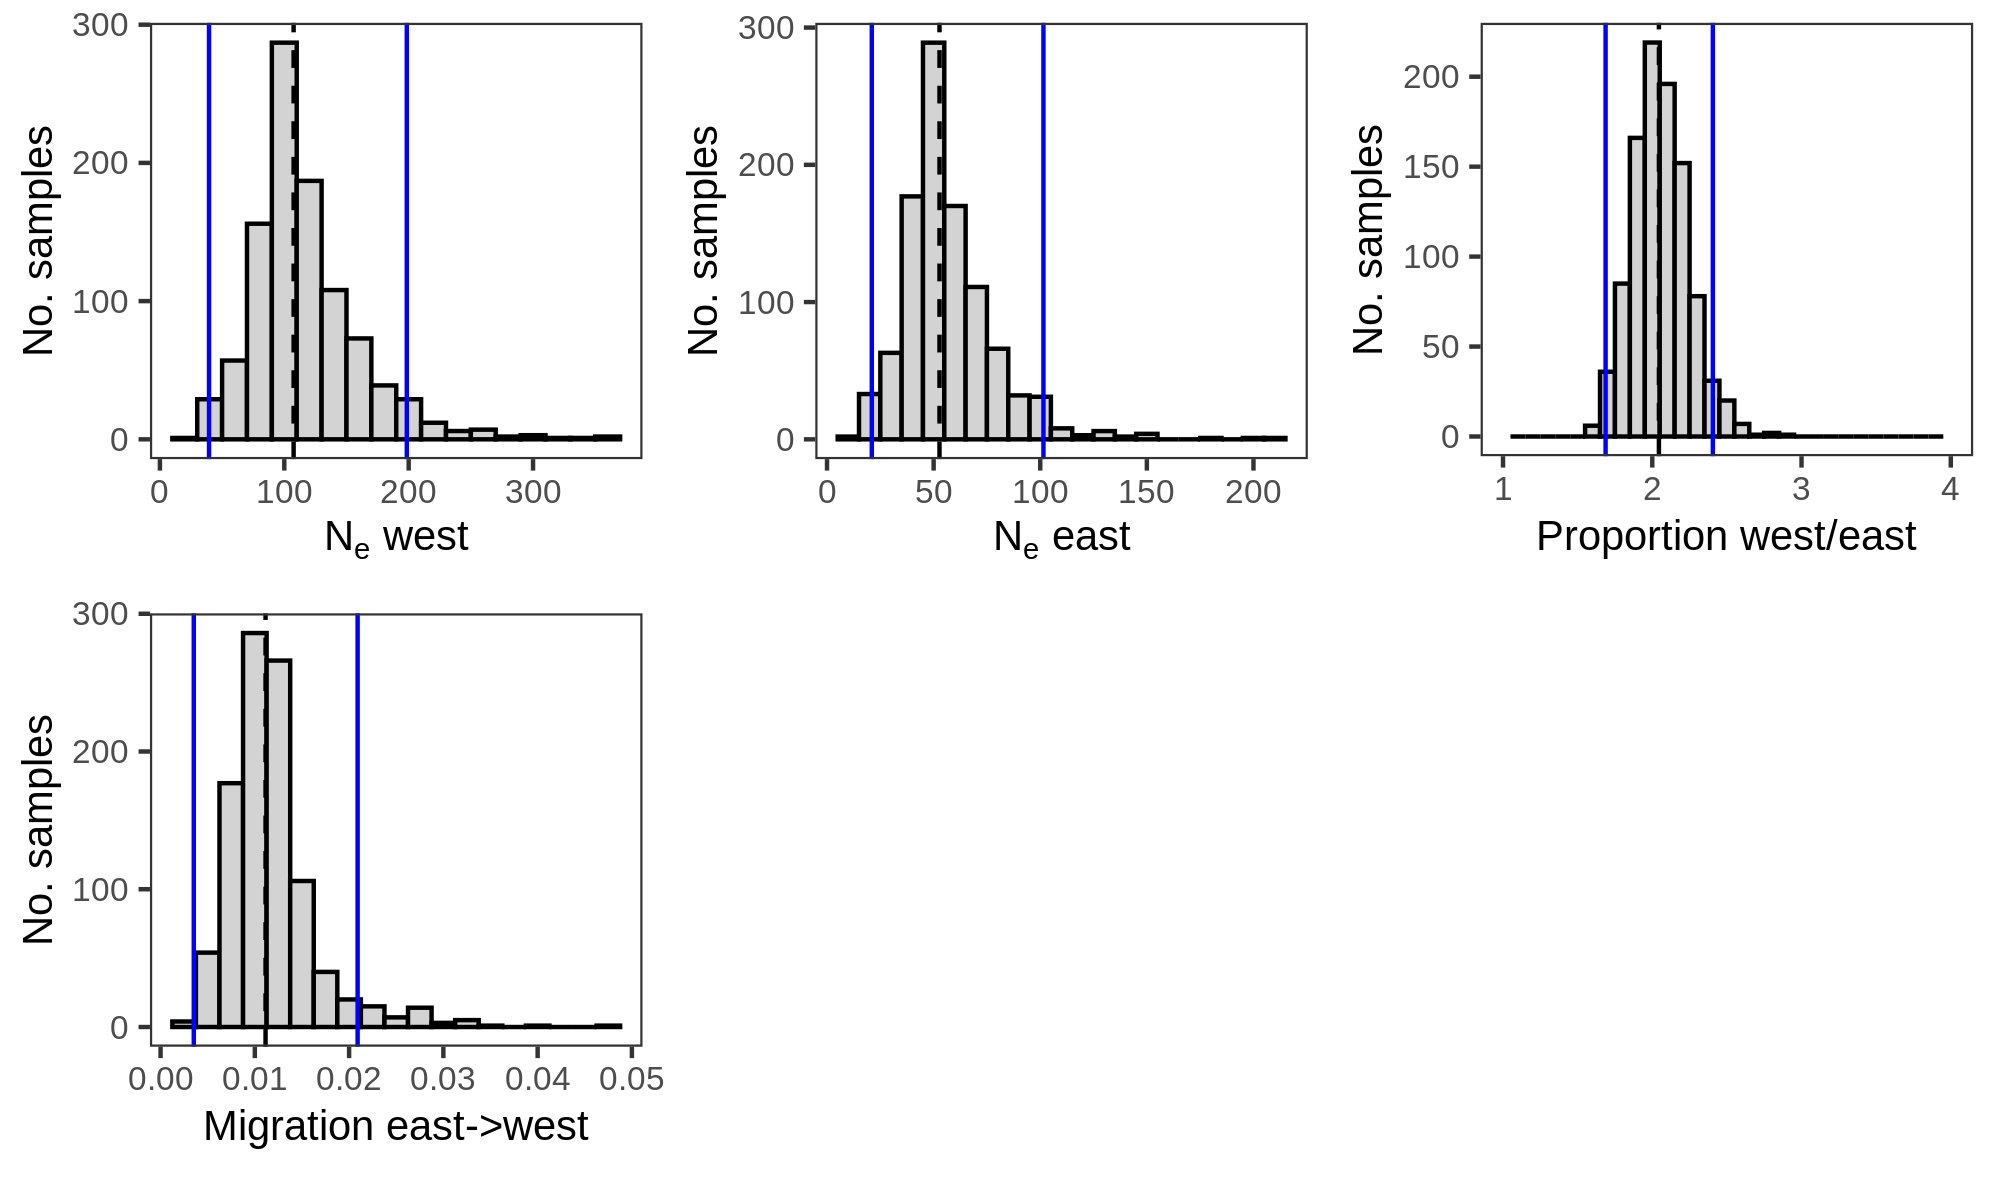 No. samples
300
200
100
0
0 100 200 300
Ne west
No. samples
300
200
100
0
0 50 100 150 200
Ne east
No. samples
200
150
100
50
0
1 2 3 4
Proportion west/east
No. samples
300
200
100
0
0.00 0.01 0.02 0.03 0.04 0.05
Migration east->west